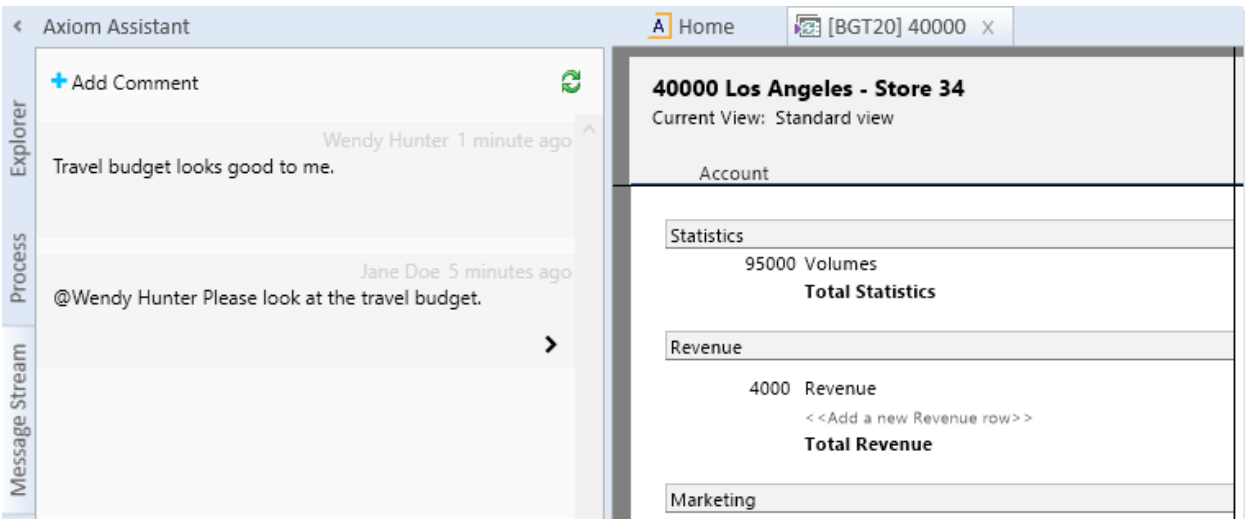 Axiom Assistant
Add Comment
Wendy Hunter 1 minute ago
Travel budget looks good to me.
Jane Doe 5 minutes ago
@Wendy Hunter Please look at the travel budget.
Explorer
Process
Message Stream
A Home
[BGT20] 40000 X
40000 Los Angeles - Store 34
Current View: Standard view
Account
Statistics
95000 Volumes
Total Statistics
Revenue
4000 Revenue
<<Add a new Revenue row>>
Total Revenue
Marketing